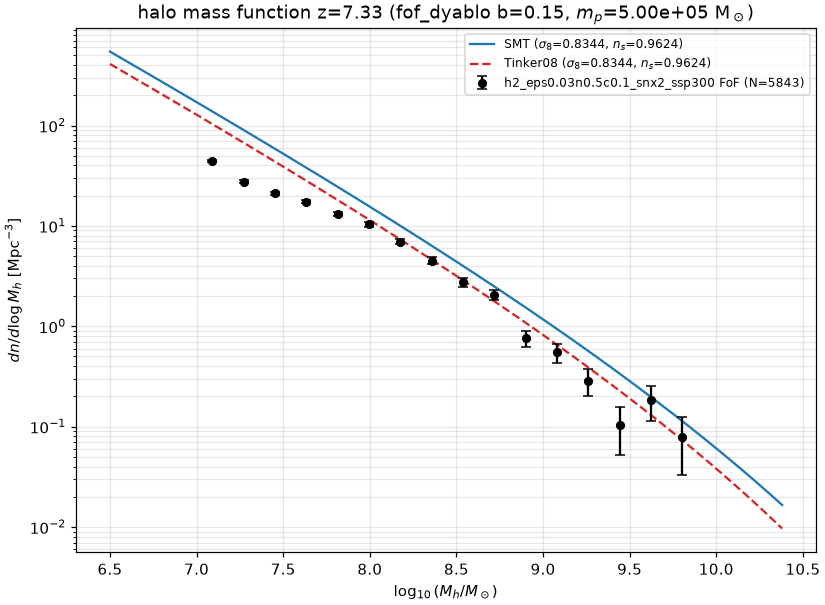 halo mass function z=7.33 (fof_dyablo b=0.15, m_p=5.00e+05 M_⊙)
SMT (σ_8=0.8344, n_s=0.9624)
Tinker08 (σ_8=0.8344, n_s=0.9624)
h2_eps0.03n0.5c0.1_snx2_ssp300 FoF (N=5843)
dn/dlog M_h [Mpc^−3]
10^2
10^1
10^0
10^−1
10^−2
6.5 7.0 7.5 8.0 8.5 9.0 9.5 10.0 10.5
log_10(M_h/M_⊙)